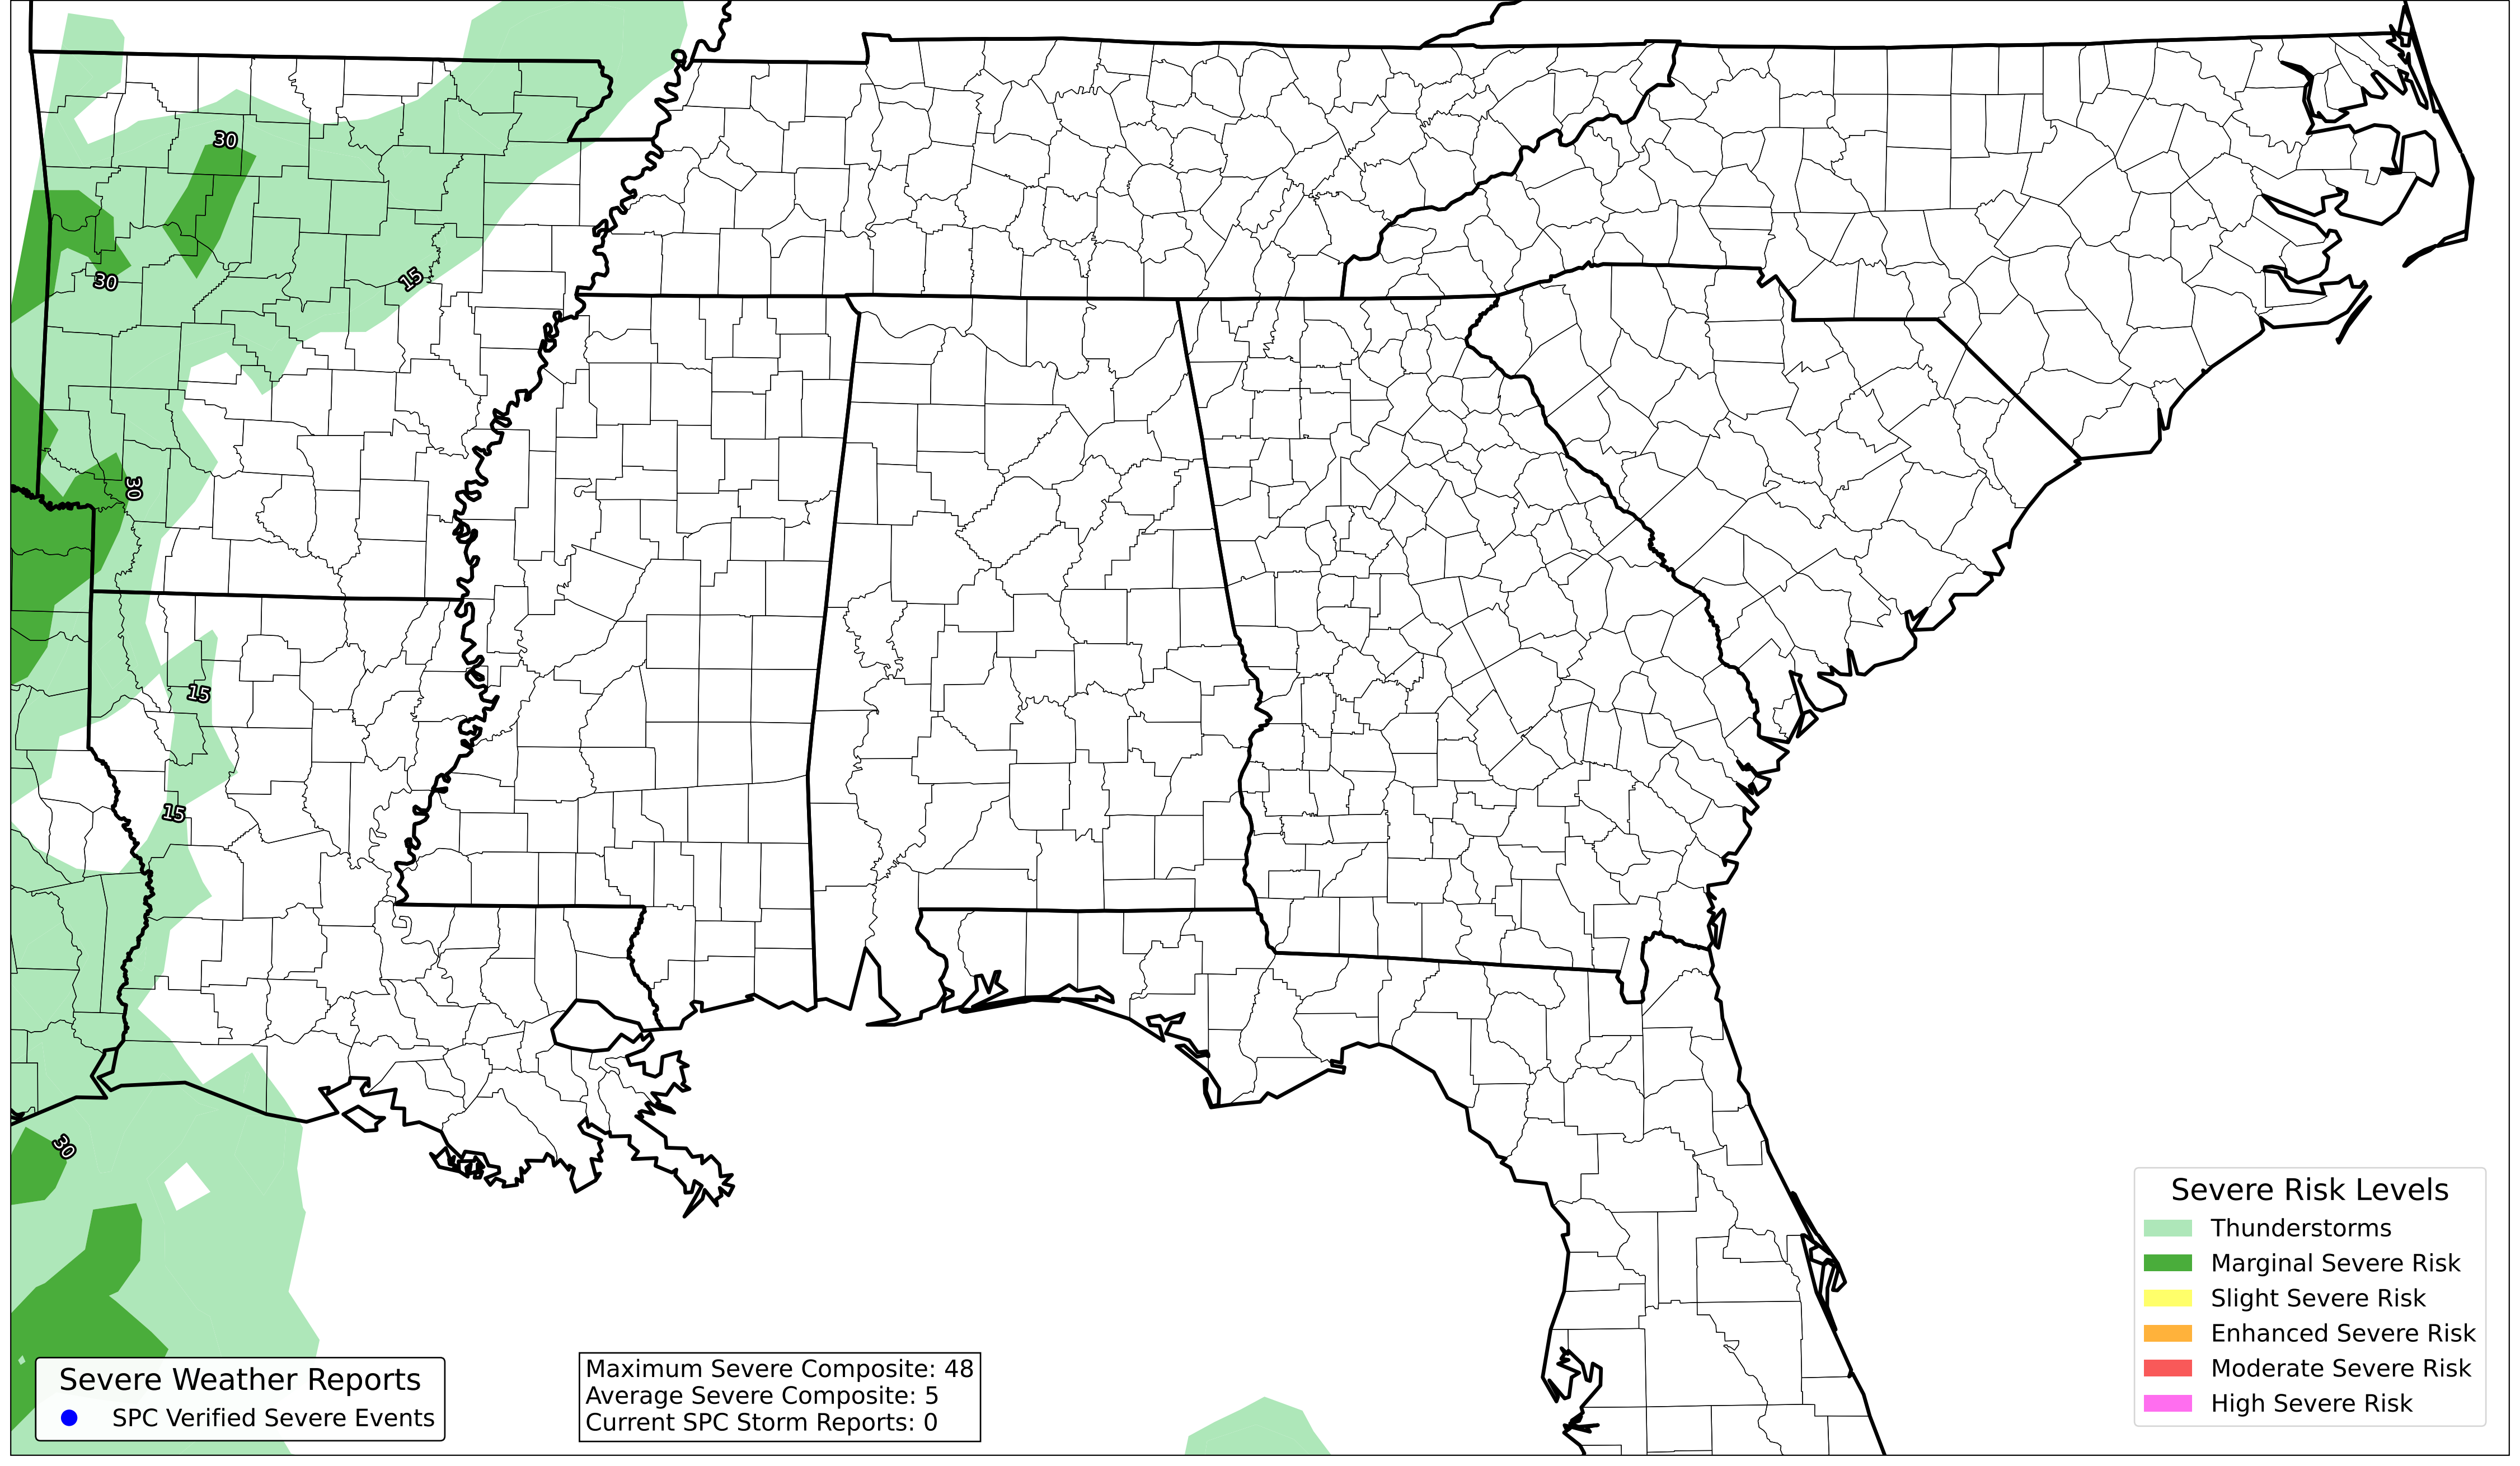 30
30
15
30
15
15
30
Severe Risk Levels
Thunderstorms
Marginal Severe Risk
Slight Severe Risk
Enhanced Severe Risk
Moderate Severe Risk
High Severe Risk
Severe Weather Reports
SPC Verified Severe Events
Maximum Severe Composite: 48
Average Severe Composite: 5
Current SPC Storm Reports: 0